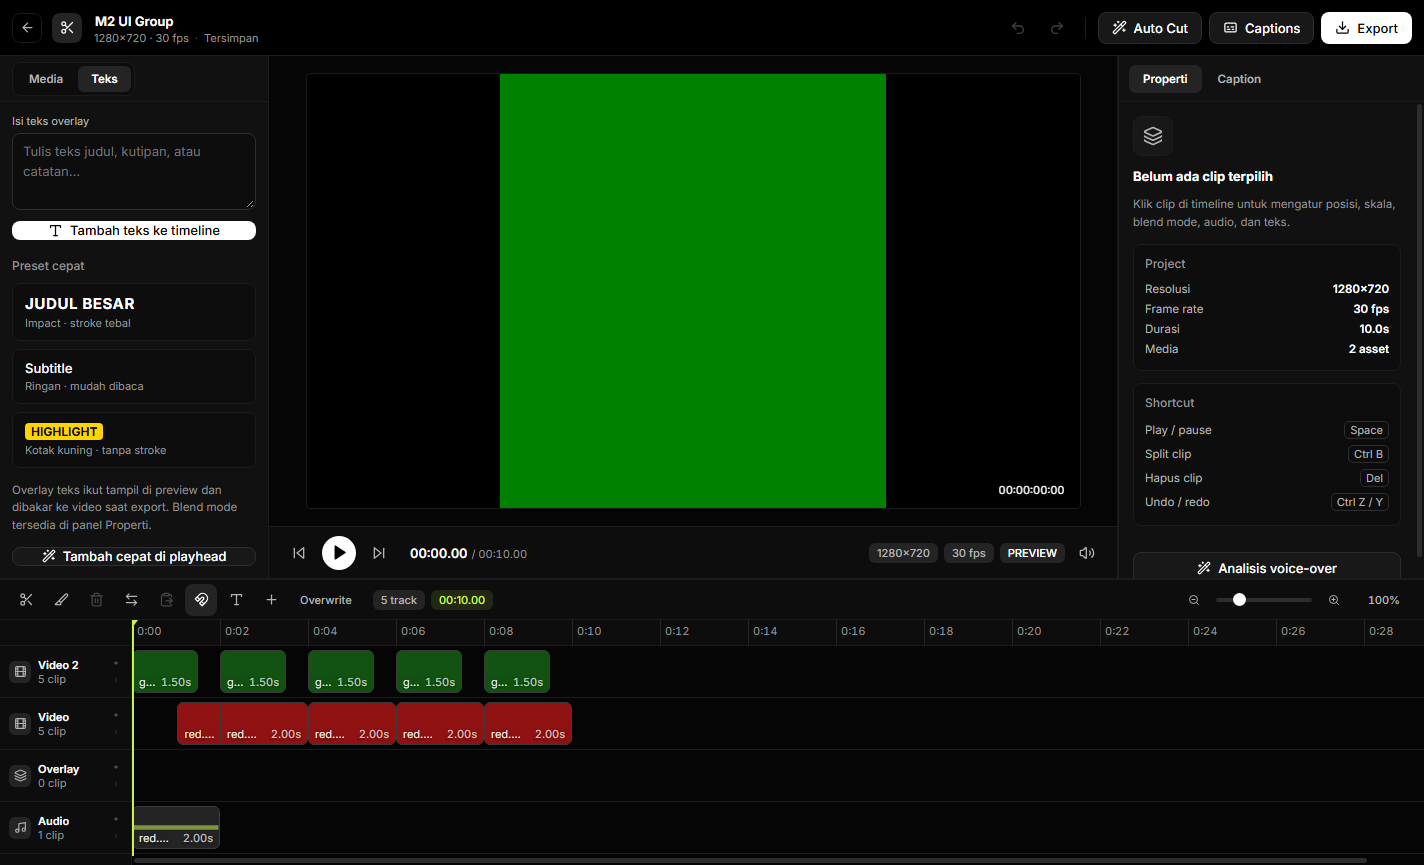 M2 UI Group
1280×720 · 30 fps · Tersimpan
Auto Cut
Captions
Export
Media
Teks
Isi teks overlay
Tulis teks judul, kutipan, atau
catatan...
Tambah teks ke timeline
Preset cepat
JUDUL BESAR
Impact · stroke tebal
Subtitle
Ringan · mudah dibaca
HIGHLIGHT
Kotak kuning · tanpa stroke
Overlay teks ikut tampil di preview dan
dibakar ke video saat export. Blend mode
tersedia di panel Properti.
Tambah cepat di playhead
00:00:00:00
00:00.00 / 00:10.00
1280×720
30 fps
PREVIEW
Properti
Caption
Belum ada clip terpilih
Klik clip di timeline untuk mengatur posisi, skala,
blend mode, audio, dan teks.
Project
Resolusi 1280×720
Frame rate 30 fps
Durasi 10.0s
Media 2 asset
Shortcut
Play / pause Space
Split clip Ctrl B
Hapus clip Del
Undo / redo Ctrl Z / Y
Analisis voice-over
Overwrite
5 track
00:10.00
100%
0:00 0:02 0:04 0:06 0:08 0:10 0:12 0:14 0:16 0:18 0:20 0:22 0:24 0:26 0:28
Video 2
5 clip
g... 1.50s g... 1.50s g... 1.50s g... 1.50s g... 1.50s
Video
5 clip
red.... red.... 2.00s red.... 2.00s red.... 2.00s red.... 2.00s
Overlay
0 clip
Audio
1 clip
red.... 2.00s